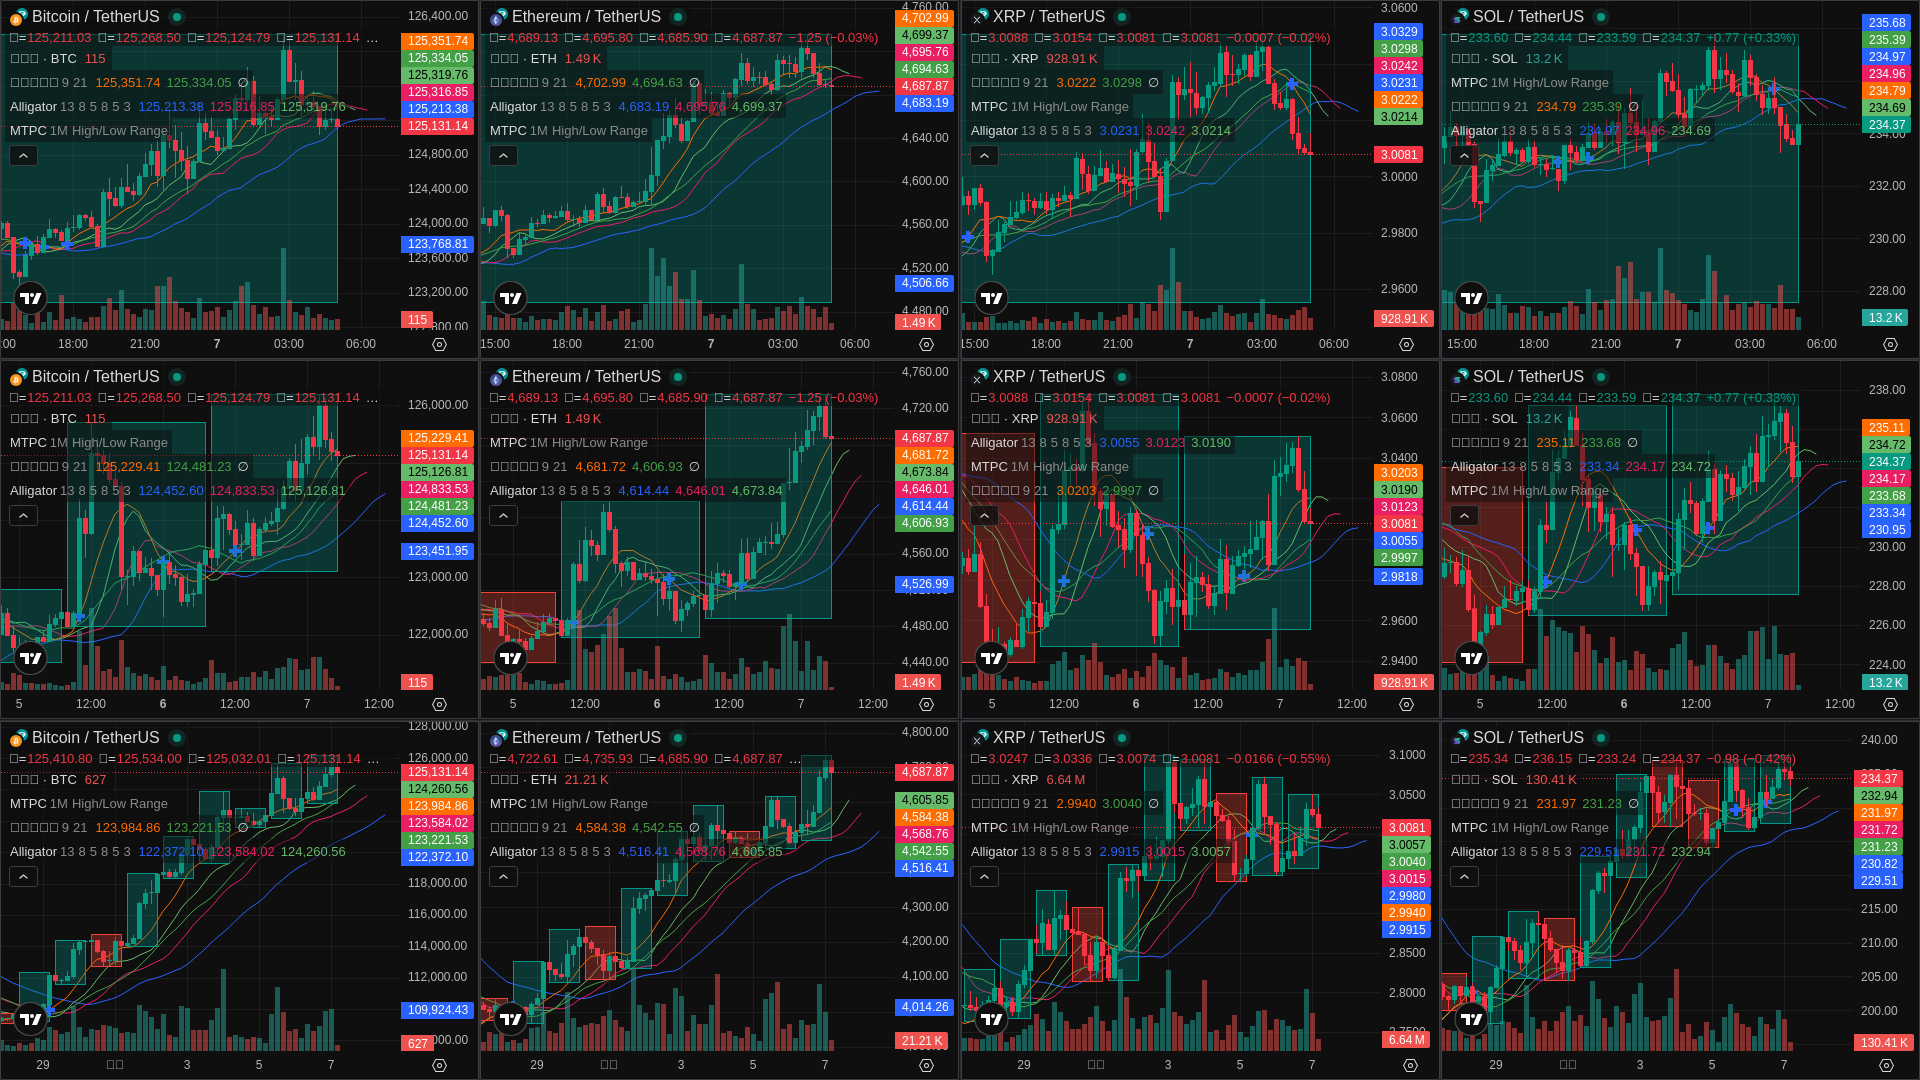 Bitcoin / TetherUS
□=125,211.03 □=125,268.50 □=125,124.79 □=125,131.14 …
□□□ · BTC 115
□□□□□ 9 21 125,351.74 125,334.05 ∅
Alligator 13 8 5 8 5 3 125,213.38 125,316.85 125,319.76
MTPC 1M High/Low Range
126,400.00
125,351.74
125,334.05
125,319.76
125,316.85
125,213.38
125,131.14
124,800.00
124,400.00
124,000.00
123,768.81
123,600.00
123,200.00
115
18:00 21:00 7 03:00 06:00
Ethereum / TetherUS
□=4,689.13 □=4,695.80 □=4,685.90 □=4,687.87 −1.25 (−0.03%)
□□□ · ETH 1.49 K
□□□□□ 9 21 4,702.99 4,694.63 ∅
Alligator 13 8 5 8 5 3 4,683.19 4,695.76 4,699.37
MTPC 1M High/Low Range
4,760.00
4,702.99
4,699.37
4,695.76
4,694.63
4,687.87
4,683.19
4,640.00
4,600.00
4,560.00
4,520.00
4,506.66
4,480.00
1.49 K
15:00 18:00 21:00 7 03:00 06:00
XRP / TetherUS
□=3.0088 □=3.0154 □=3.0081 □=3.0081 −0.0007 (−0.02%)
□□□ · XRP 928.91 K
□□□□□ 9 21 3.0222 3.0298 ∅
MTPC 1M High/Low Range
Alligator 13 8 5 8 5 3 3.0231 3.0242 3.0214
3.0600
3.0329
3.0298
3.0242
3.0231
3.0222
3.0214
3.0081
3.0000
2.9800
2.9600
928.91 K
15:00 18:00 21:00 7 03:00 06:00
SOL / TetherUS
□=233.60 □=234.44 □=233.59 □=234.37 +0.77 (+0.33%)
□□□ · SOL 13.2 K
MTPC 1M High/Low Range
□□□□□ 9 21 234.79 235.39 ∅
Alligator 13 8 5 8 5 3 234.97 234.96 234.69
235.68
235.39
234.97
234.96
234.79
234.69
234.37
234.00
232.00
230.00
228.00
13.2 K
15:00 18:00 21:00 7 03:00 06:00
Bitcoin / TetherUS
□=125,211.03 □=125,268.50 □=125,124.79 □=125,131.14 …
□□□ · BTC 115
MTPC 1M High/Low Range
□□□□□ 9 21 125,229.41 124,481.23 ∅
Alligator 13 8 5 8 5 3 124,452.60 124,833.53 125,126.81
126,000.00
125,229.41
125,131.14
125,126.81
124,833.53
124,481.23
124,452.60
123,451.95
123,000.00
122,000.00
115
5 12:00 6 12:00 7 12:00
Ethereum / TetherUS
□=4,689.13 □=4,695.80 □=4,685.90 □=4,687.87 −1.25 (−0.03%)
□□□ · ETH 1.49 K
MTPC 1M High/Low Range
□□□□□ 9 21 4,681.72 4,606.93 ∅
Alligator 13 8 5 8 5 3 4,614.44 4,646.01 4,673.84
4,760.00
4,720.00
4,687.87
4,681.72
4,673.84
4,646.01
4,614.44
4,606.93
4,560.00
4,526.99
4,480.00
4,440.00
1.49 K
5 12:00 6 12:00 7 12:00
XRP / TetherUS
□=3.0088 □=3.0154 □=3.0081 □=3.0081 −0.0007 (−0.02%)
□□□ · XRP 928.91 K
Alligator 13 8 5 8 5 3 3.0055 3.0123 3.0190
MTPC 1M High/Low Range
□□□□□ 9 21 3.0203 2.9997 ∅
3.0800
3.0600
3.0400
3.0203
3.0190
3.0123
3.0081
3.0055
2.9997
2.9818
2.9600
2.9400
928.91 K
5 12:00 6 12:00 7 12:00
SOL / TetherUS
□=233.60 □=234.44 □=233.59 □=234.37 +0.77 (+0.33%)
□□□ · SOL 13.2 K
□□□□□ 9 21 235.11 233.68 ∅
Alligator 13 8 5 8 5 3 233.34 234.17 234.72
MTPC 1M High/Low Range
238.00
235.11
234.72
234.37
234.17
233.68
233.34
230.95
230.00
228.00
226.00
224.00
13.2 K
5 12:00 6 12:00 7 12:00
Bitcoin / TetherUS
□=125,410.80 □=125,534.00 □=125,032.01 □=125,131.14 …
□□□ · BTC 627
MTPC 1M High/Low Range
□□□□□ 9 21 123,984.86 123,221.53 ∅
Alligator 13 8 5 8 5 3 122,372.10 123,584.02 124,260.56
128,000.00
126,000.00
125,131.14
124,260.56
123,984.86
123,584.02
123,221.53
122,372.10
118,000.00
116,000.00
114,000.00
112,000.00
109,924.43
627
29 □□ 3 5 7
Ethereum / TetherUS
□=4,722.61 □=4,735.93 □=4,685.90 □=4,687.87 …
□□□ · ETH 21.21 K
MTPC 1M High/Low Range
□□□□□ 9 21 4,584.38 4,542.55 ∅
Alligator 13 8 5 8 5 3 4,516.41 4,568.76 4,605.85
4,800.00
4,687.87
4,605.85
4,584.38
4,568.76
4,542.55
4,516.41
4,300.00
4,200.00
4,100.00
4,014.26
21.21 K
29 □□ 3 5 7
XRP / TetherUS
□=3.0247 □=3.0336 □=3.0074 □=3.0081 −0.0166 (−0.55%)
□□□ · XRP 6.64 M
□□□□□ 9 21 2.9940 3.0040 ∅
MTPC 1M High/Low Range
Alligator 13 8 5 8 5 3 2.9915 3.0015 3.0057
3.1000
3.0500
3.0081
3.0057
3.0040
3.0015
2.9980
2.9940
2.9915
2.8500
2.8000
2.7500
6.64 M
29 □□ 3 5 7
SOL / TetherUS
□=235.34 □=236.15 □=233.24 □=234.37 −0.98 (−0.42%)
□□□ · SOL 130.41 K
□□□□□ 9 21 231.97 231.23 ∅
MTPC 1M High/Low Range
Alligator 13 8 5 8 5 3 229.51 231.72 232.94
240.00
234.37
232.94
231.97
231.72
231.23
230.82
229.51
215.00
210.00
205.00
200.00
130.41 K
29 □□ 3 5 7